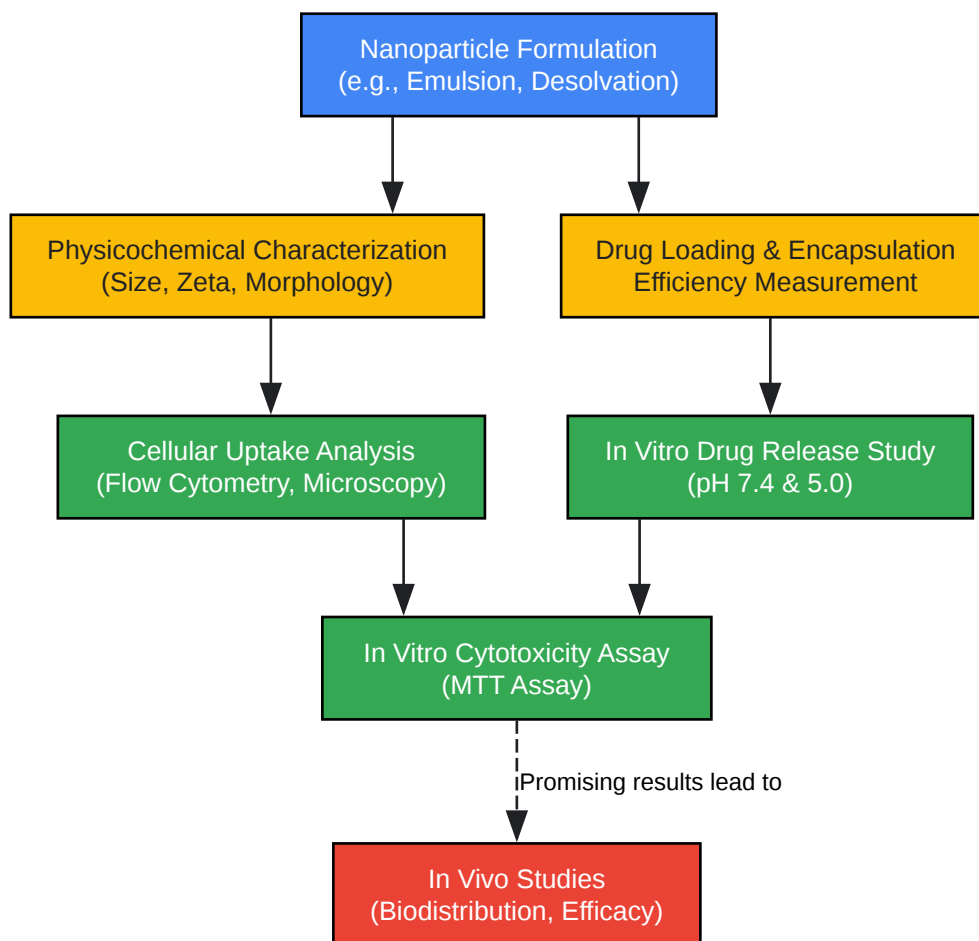 Nanoparticle Formulation
(e.g., Emulsion, Desolvation)
Physicochemical Characterization
(Size, Zeta, Morphology)
Drug Loading & Encapsulation
Efficiency Measurement
Cellular Uptake Analysis
(Flow Cytometry, Microscopy)
In Vitro Drug Release Study
(pH 7.4 & 5.0)
In Vitro Cytotoxicity Assay
(MTT Assay)
Promising results lead to
In Vivo Studies
(Biodistribution, Efficacy)